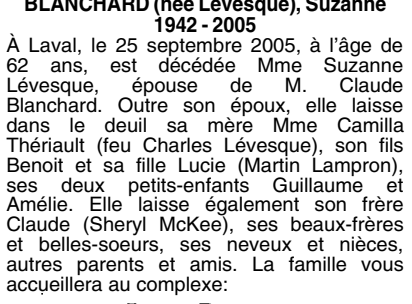 BLANCHARD (née Lévesque), Suzanne
1942 - 2005
À Laval, le 25 septembre 2005, à l'âge de
62 ans, est décédée Mme Suzanne
Lévesque, épouse de M. Claude
Blanchard. Outre son époux, elle laisse
dans le deuil sa mère Mme Camilla
Thériault (feu Charles Lévesque), son fils
Benoit et sa fille Lucie (Martin Lampron),
ses deux petits-enfants Guillaume et
Amélie. Elle laisse également son frère
Claude (Sheryl McKee), ses beaux-frères
et belles-soeurs, ses neveux et nièces,
autres parents et amis. La famille vous
accueillera au complexe: